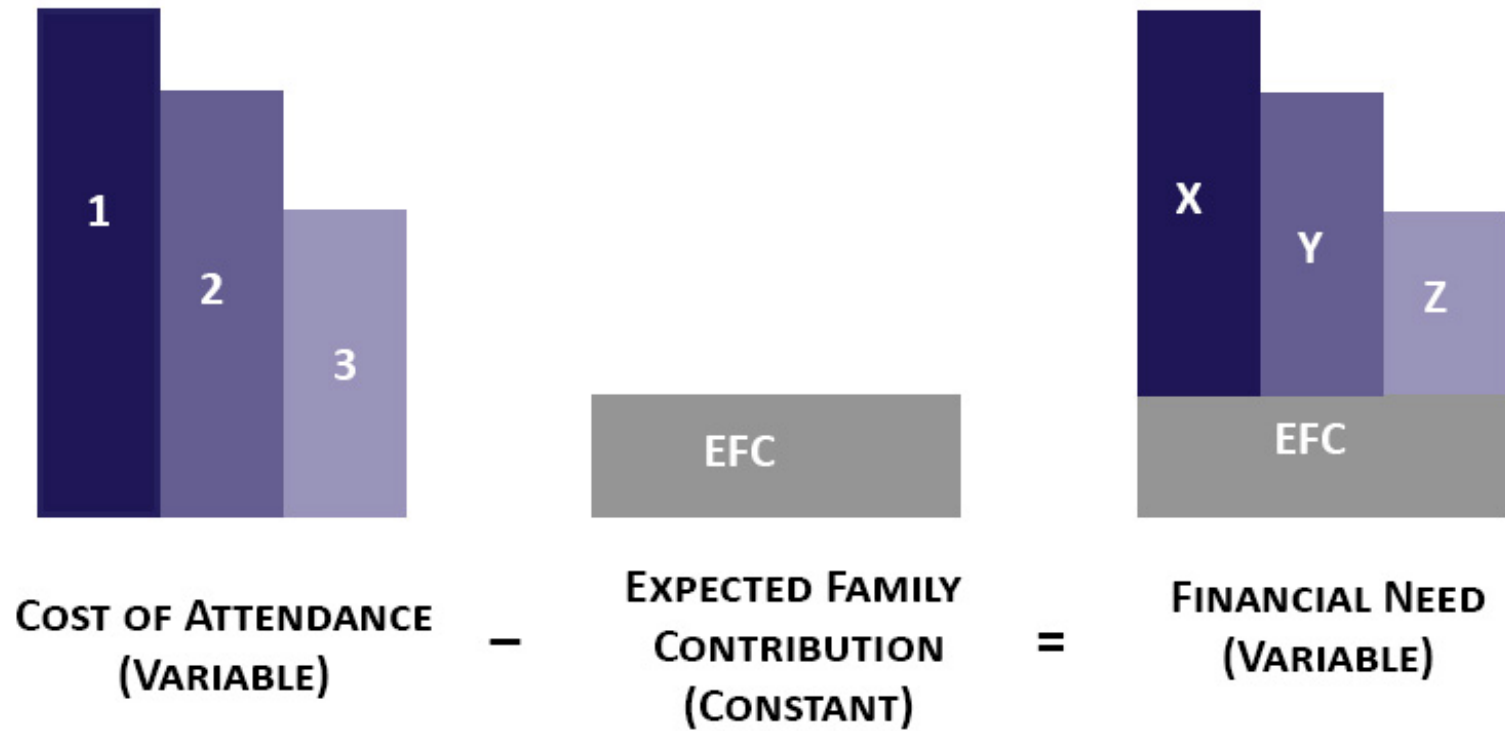 1
2
3
EFC
X
Y
Z
EFC
COST OF ATTENDANCE
(VARIABLE)
–
EXPECTED FAMILY
CONTRIBUTION
(CONSTANT)
=
FINANCIAL NEED
(VARIABLE)